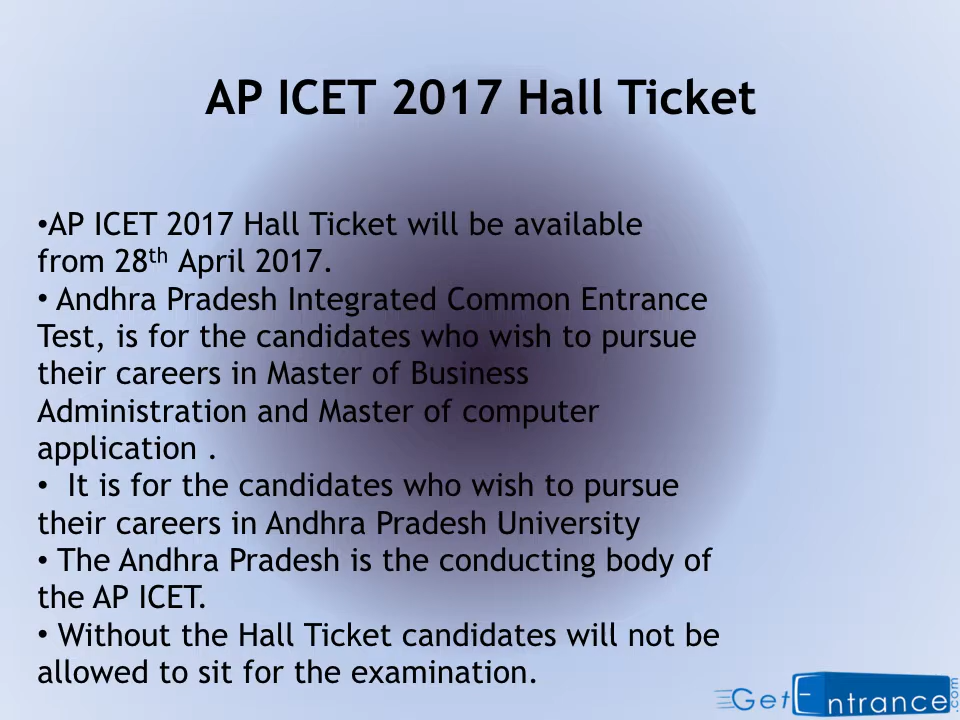 AP ICET 2017 Hall Ticket
•AP ICET 2017 Hall Ticket will be available
from 28th April 2017.
• Andhra Pradesh Integrated Common Entrance
Test, is for the candidates who wish to pursue
their careers in Master of Business
Administration and Master of computer
application .
•  It is for the candidates who wish to pursue
their careers in Andhra Pradesh University
• The Andhra Pradesh is the conducting body of
the AP ICET.
• Without the Hall Ticket candidates will not be
allowed to sit for the examination.
GetEntrance.com